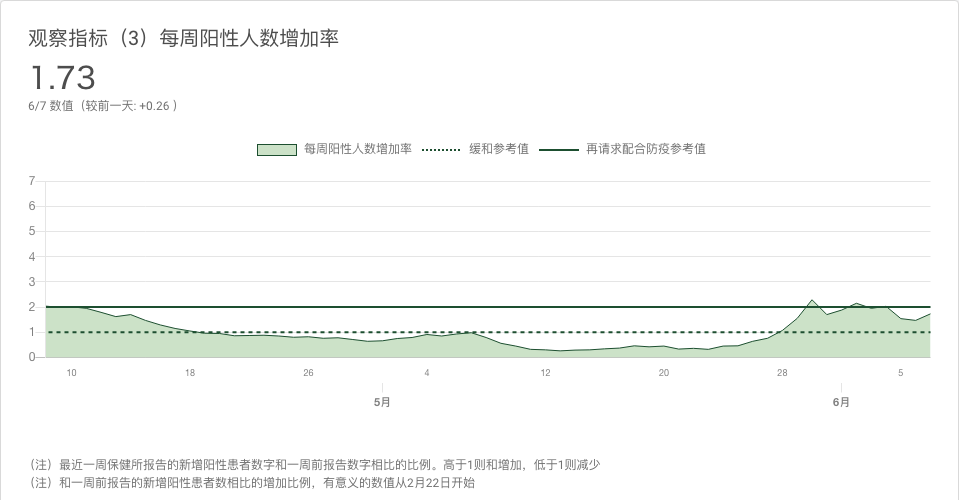 观察指标（3）每周阳性人数增加率
1.73
6/7 数值（较前一天: +0.26 ）
每周阳性人数增加率 缓和参考值 再请求配合防疫参考值
7
6
5
4
3
2
1
0
10 18 26 4 12 20 28 5
5月 6月
（注）最近一周保健所报告的新增阳性患者数字和一周前报告数字相比的比例。高于1则和增加，低于1则减少
（注）和一周前报告的新增阳性患者数相比的增加比例，有意义的数值从2月22日开始